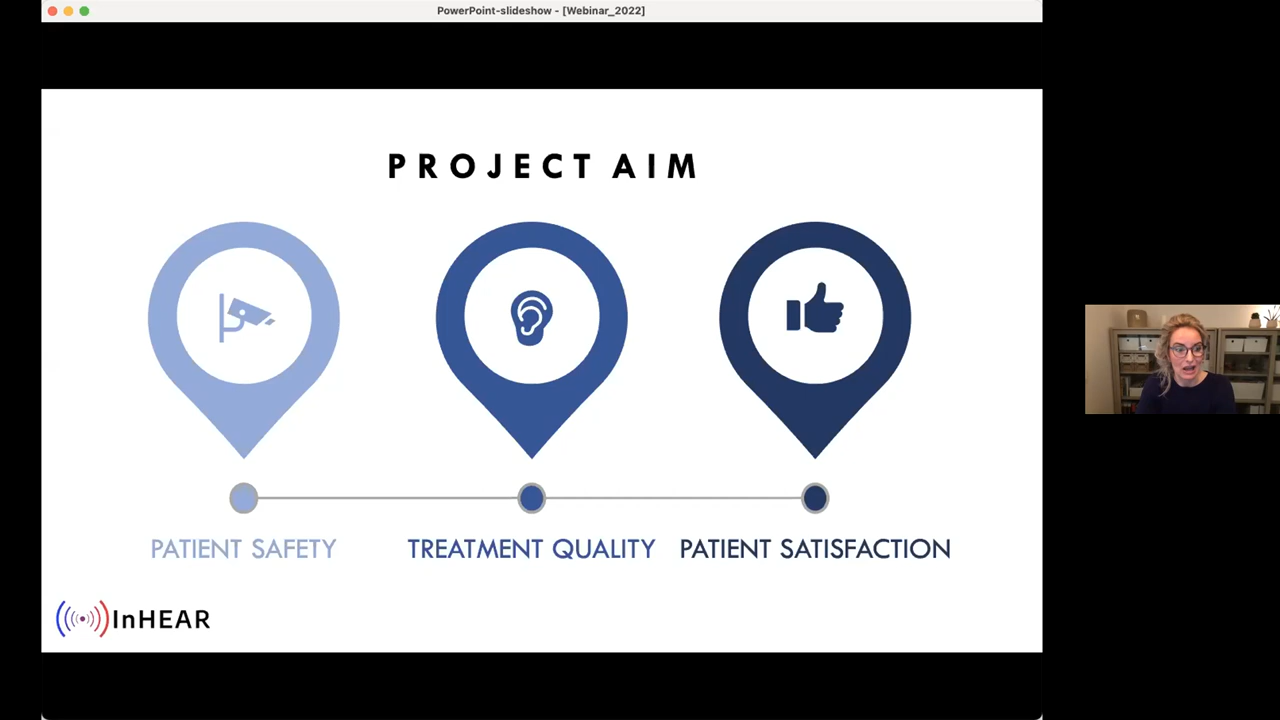 PowerPoint-slideshow - [Webinar_2022]
PROJECT AIM
PATIENT SAFETY
TREATMENT QUALITY
PATIENT SATISFACTION
InHEAR